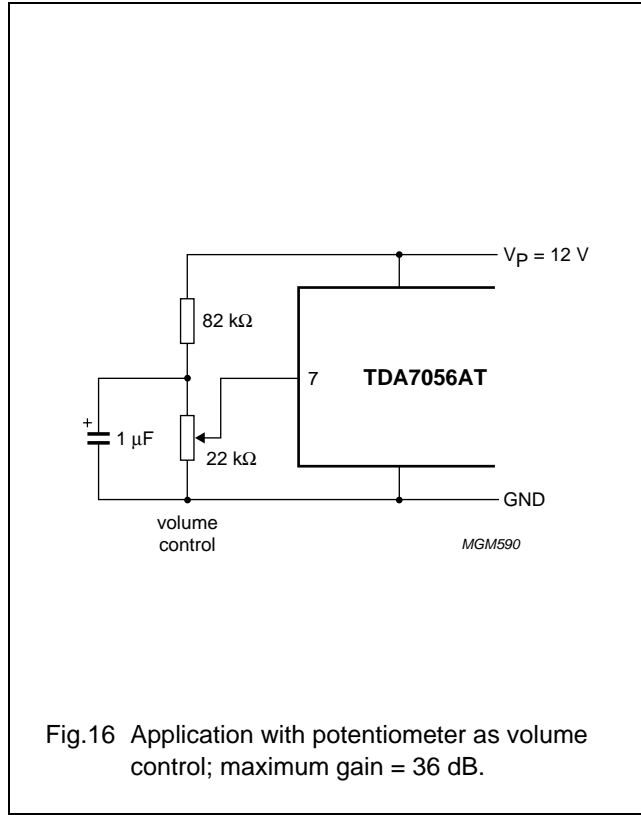 V_P = 12 V
82 kΩ
7
TDA7056AT
+
1 μF
22 kΩ
GND
volume
control
MGM590
Fig.16 Application with potentiometer as volume
control; maximum gain = 36 dB.